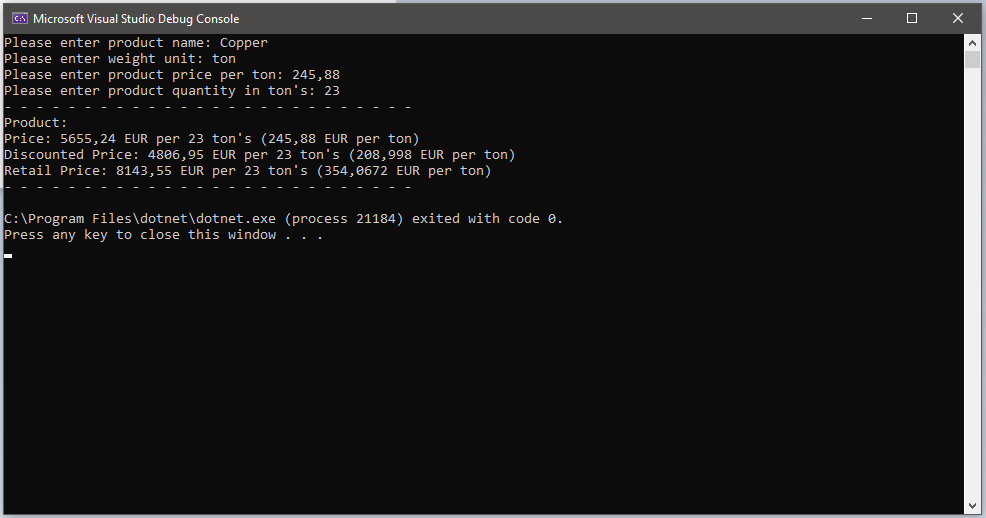 Microsoft Visual Studio Debug Console
Please enter product name: Copper
Please enter weight unit: ton
Please enter product price per ton: 245,88
Please enter product quantity in ton's: 23
- - - - - - - - - - - - - - - - - - - - - - - - - -
Product:
Price: 5655,24 EUR per 23 ton's (245,88 EUR per ton)
Discounted Price: 4806,95 EUR per 23 ton's (208,998 EUR per ton)
Retail Price: 8143,55 EUR per 23 ton's (354,0672 EUR per ton)
- - - - - - - - - - - - - - - - - - - - - - - - - -
C:\Program Files\dotnet\dotnet.exe (process 21184) exited with code 0.
Press any key to close this window . . .